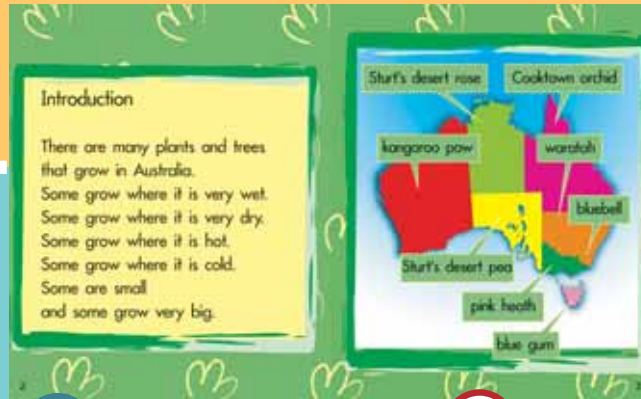 Introduction
There are many plants and trees
that grow in Australia.
Some grow where it is very wet.
Some grow where it is very dry.
Some grow where it is hot.
Some grow where it is cold.
Some are small
and some grow very big.
2
Sturt's desert rose
Cooktown orchid
kangaroo paw
waratah
bluebell
Sturt's desert pea
pink heath
blue gum
3